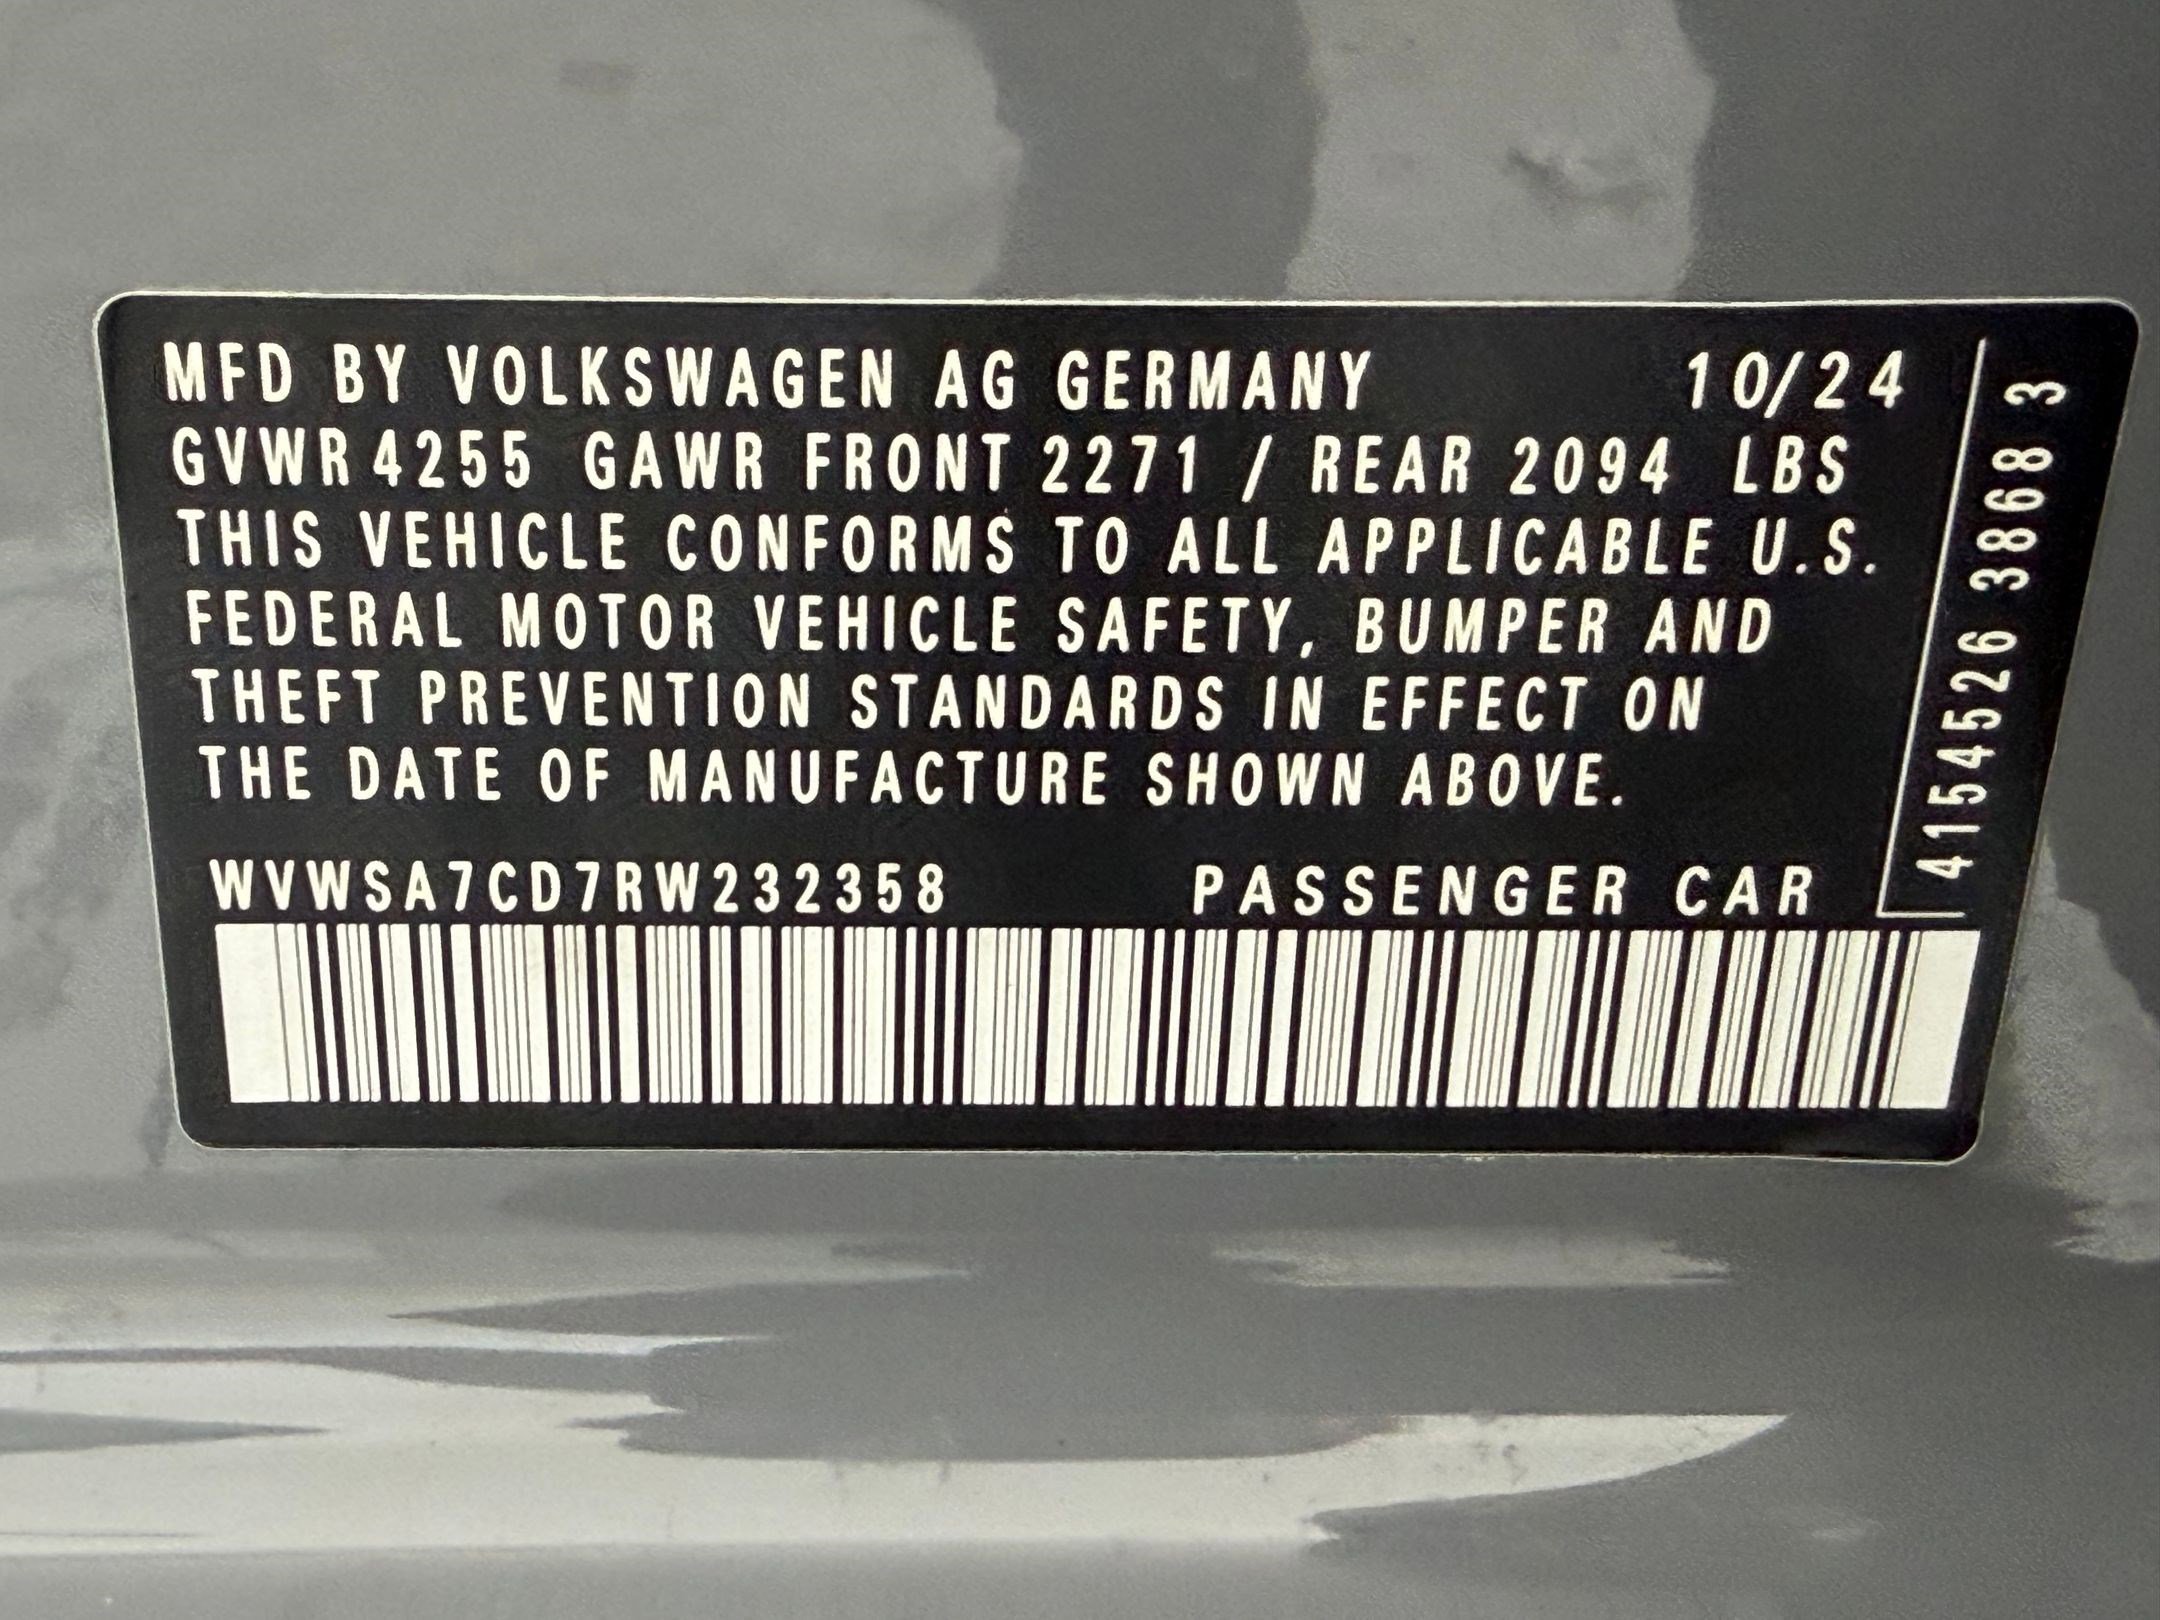 MFD BY VOLKSWAGEN AG GERMANY 10/24
GVWR 4255 GAWR FRONT 2271 / REAR 2094 LBS
THIS VEHICLE CONFORMS TO ALL APPLICABLE U.S.
FEDERAL MOTOR VEHICLE SAFETY, BUMPER AND
THEFT PREVENTION STANDARDS IN EFFECT ON
THE DATE OF MANUFACTURE SHOWN ABOVE.
WVWSA7CD7RW232358 PASSENGER CAR
4154526 3868 3